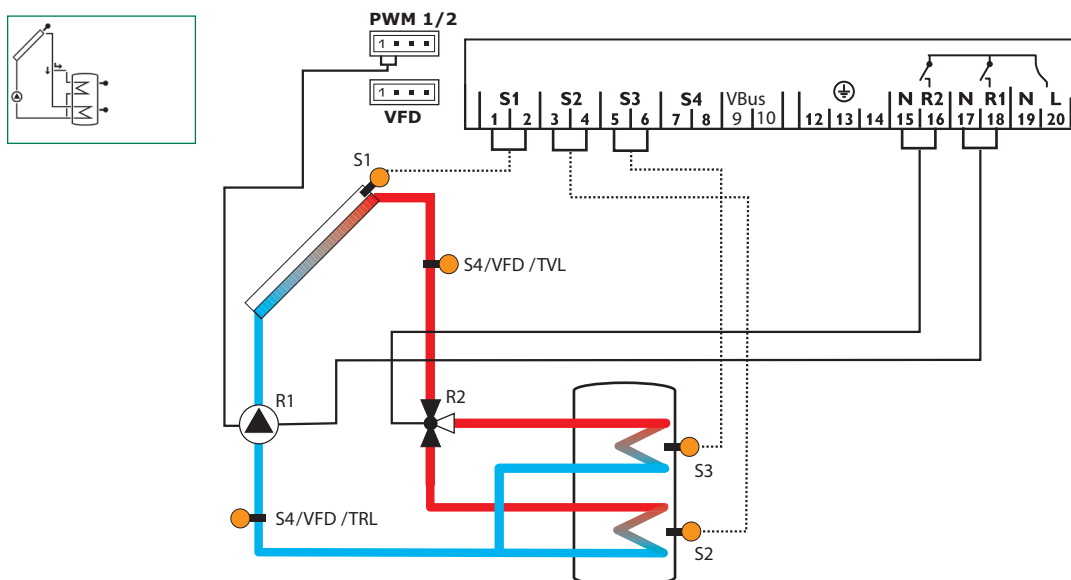 PWM 1/2
1
1
VFD
S1 S2 S3 S4 VBus N R2 N R1 N L
1 2 3 4 5 6 7 8 9 10 12 13 14 15 16 17 18 19 20
S1
S4/VFD /TVL
R1
R2
S3
S4/VFD /TRL
S2